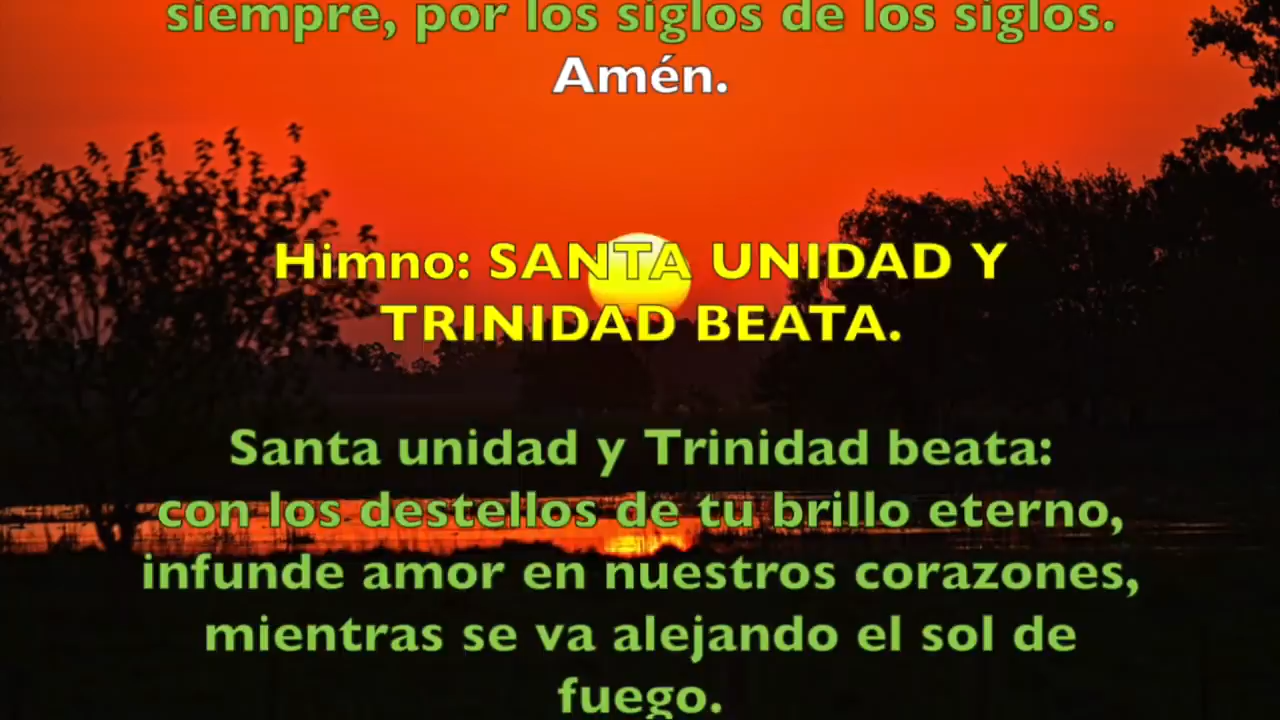 siempre, por los siglos de los siglos.
Amén.
Himno: SANTA UNIDAD Y
TRINIDAD BEATA.
Santa unidad y Trinidad beata:
con los destellos de tu brillo eterno,
infunde amor en nuestros corazones,
mientras se va alejando el sol de
fuego.